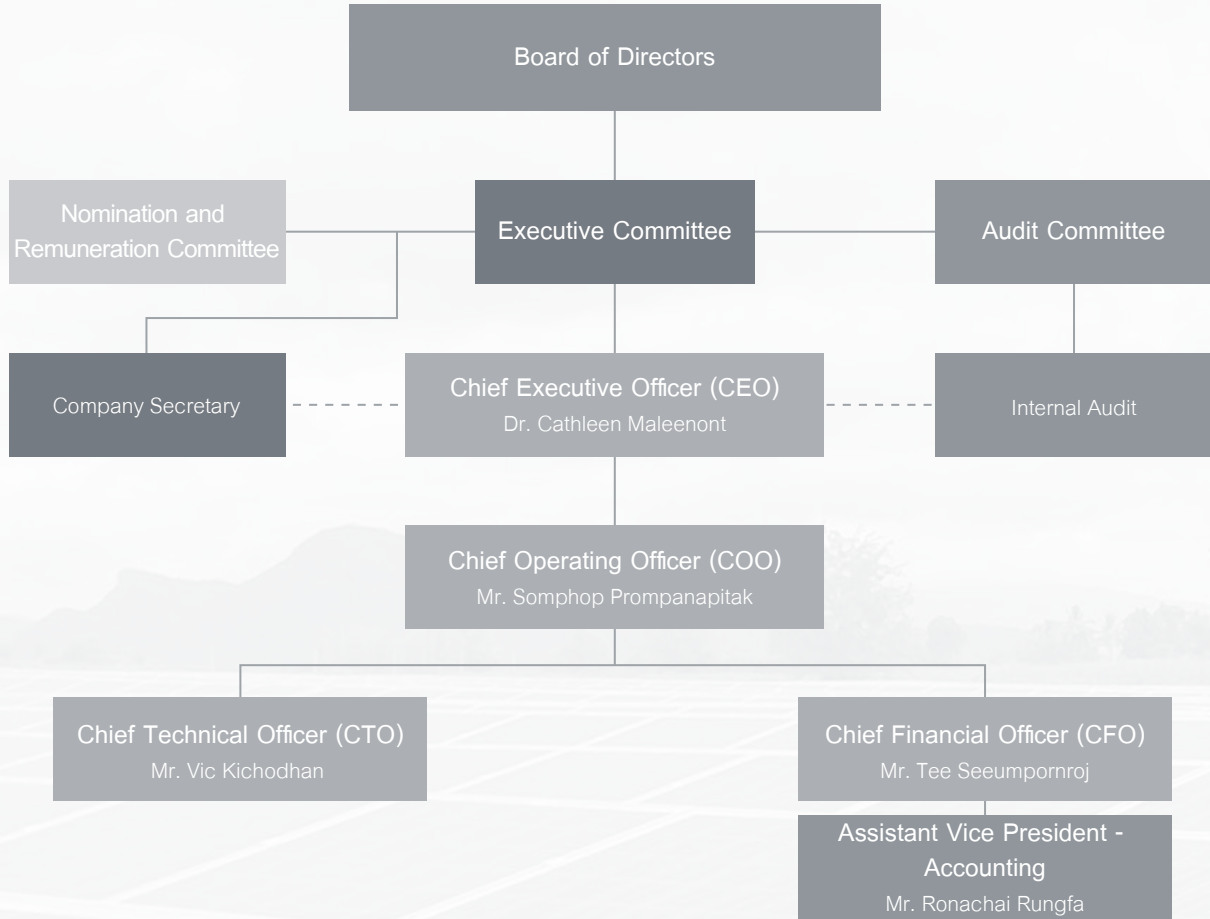 Board of Directors
Nomination and
Remuneration Committee
Executive Committee
Audit Committee
Company Secretary
Chief Executive Officer (CEO)
Dr. Cathleen Maleenont
Internal Audit
Chief Operating Officer (COO)
Mr. Somphop Prompanapitak
Chief Technical Officer (CTO)
Mr. Vic Kichodhan
Chief Financial Officer (CFO)
Mr. Tee Seeumpornroj
Assistant Vice President -
Accounting
Mr. Ronachai Rungfa